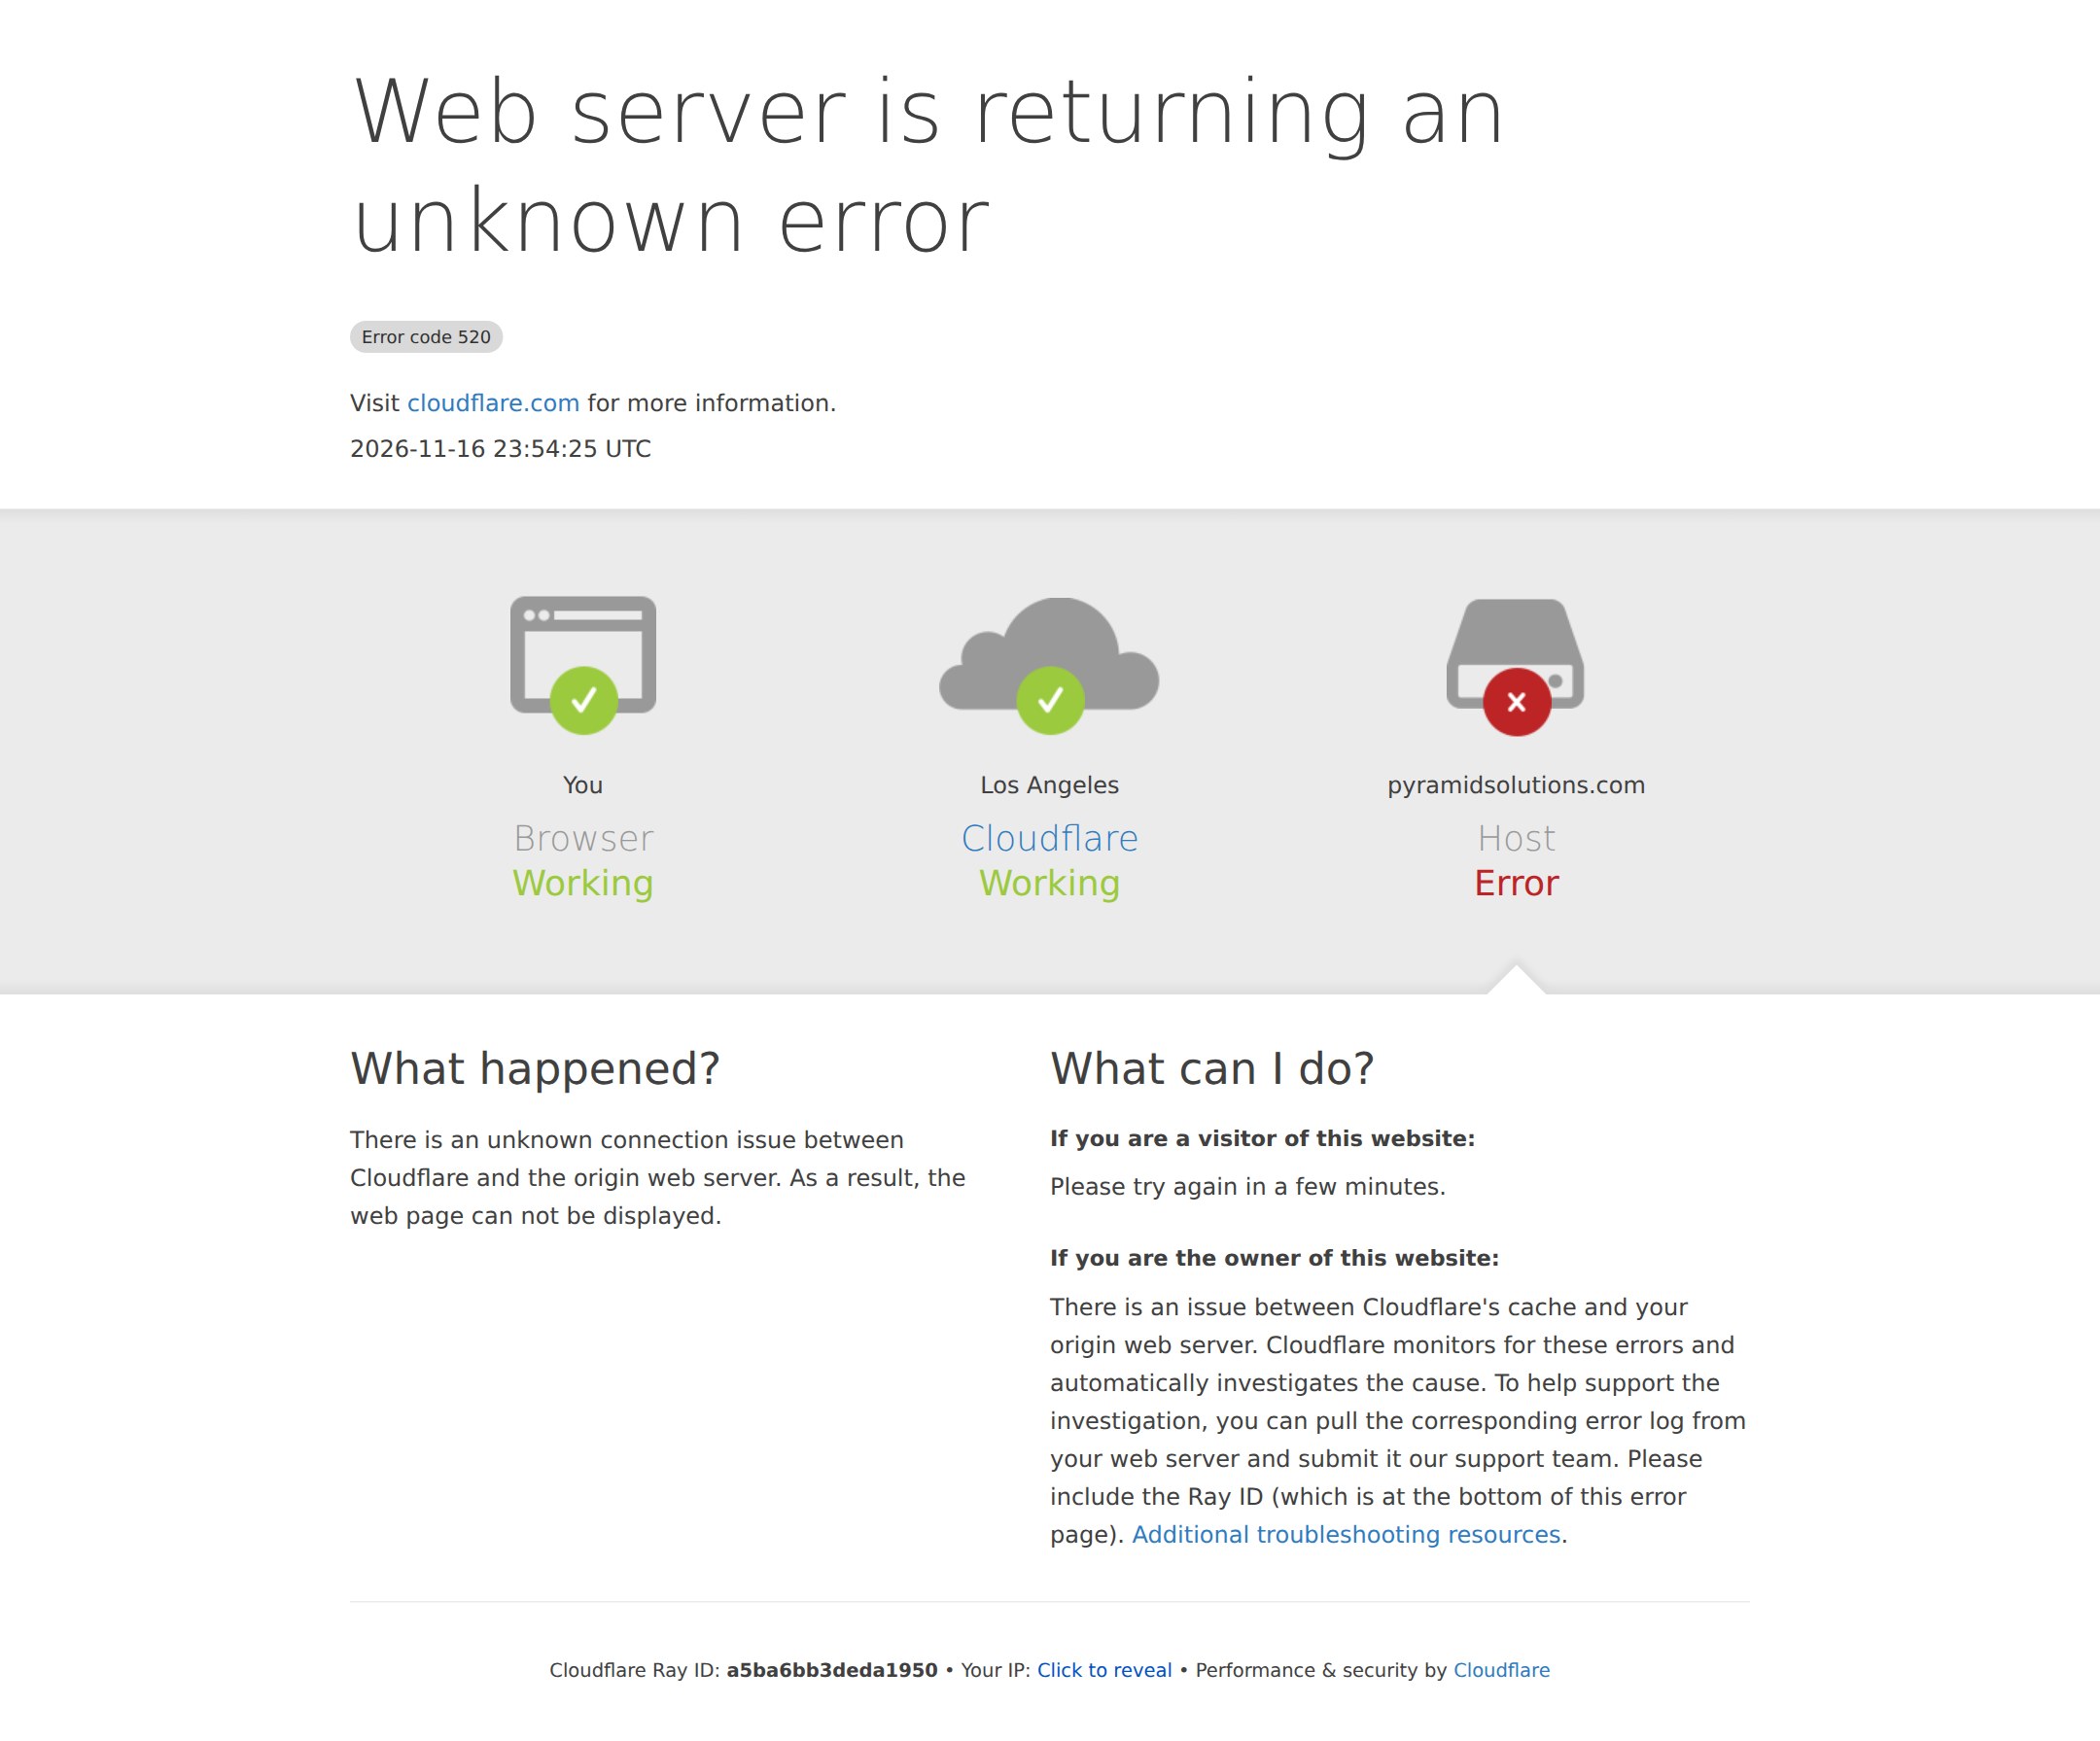 Web server is returning an
unknown error
Error code 520
Visit cloudflare.com for more information.
2026-11-16 23:54:25 UTC
You
Browser
Working
Los Angeles
Cloudflare
Working
pyramidsolutions.com
Host
Error
What happened?
There is an unknown connection issue between
Cloudflare and the origin web server. As a result, the
web page can not be displayed.
What can I do?
If you are a visitor of this website:
Please try again in a few minutes.
If you are the owner of this website:
There is an issue between Cloudflare's cache and your
origin web server. Cloudflare monitors for these errors and
automatically investigates the cause. To help support the
investigation, you can pull the corresponding error log from
your web server and submit it our support team. Please
include the Ray ID (which is at the bottom of this error
page). Additional troubleshooting resources.
Cloudflare Ray ID: a5ba6bb3deda1950 • Your IP: Click to reveal • Performance & security by Cloudflare